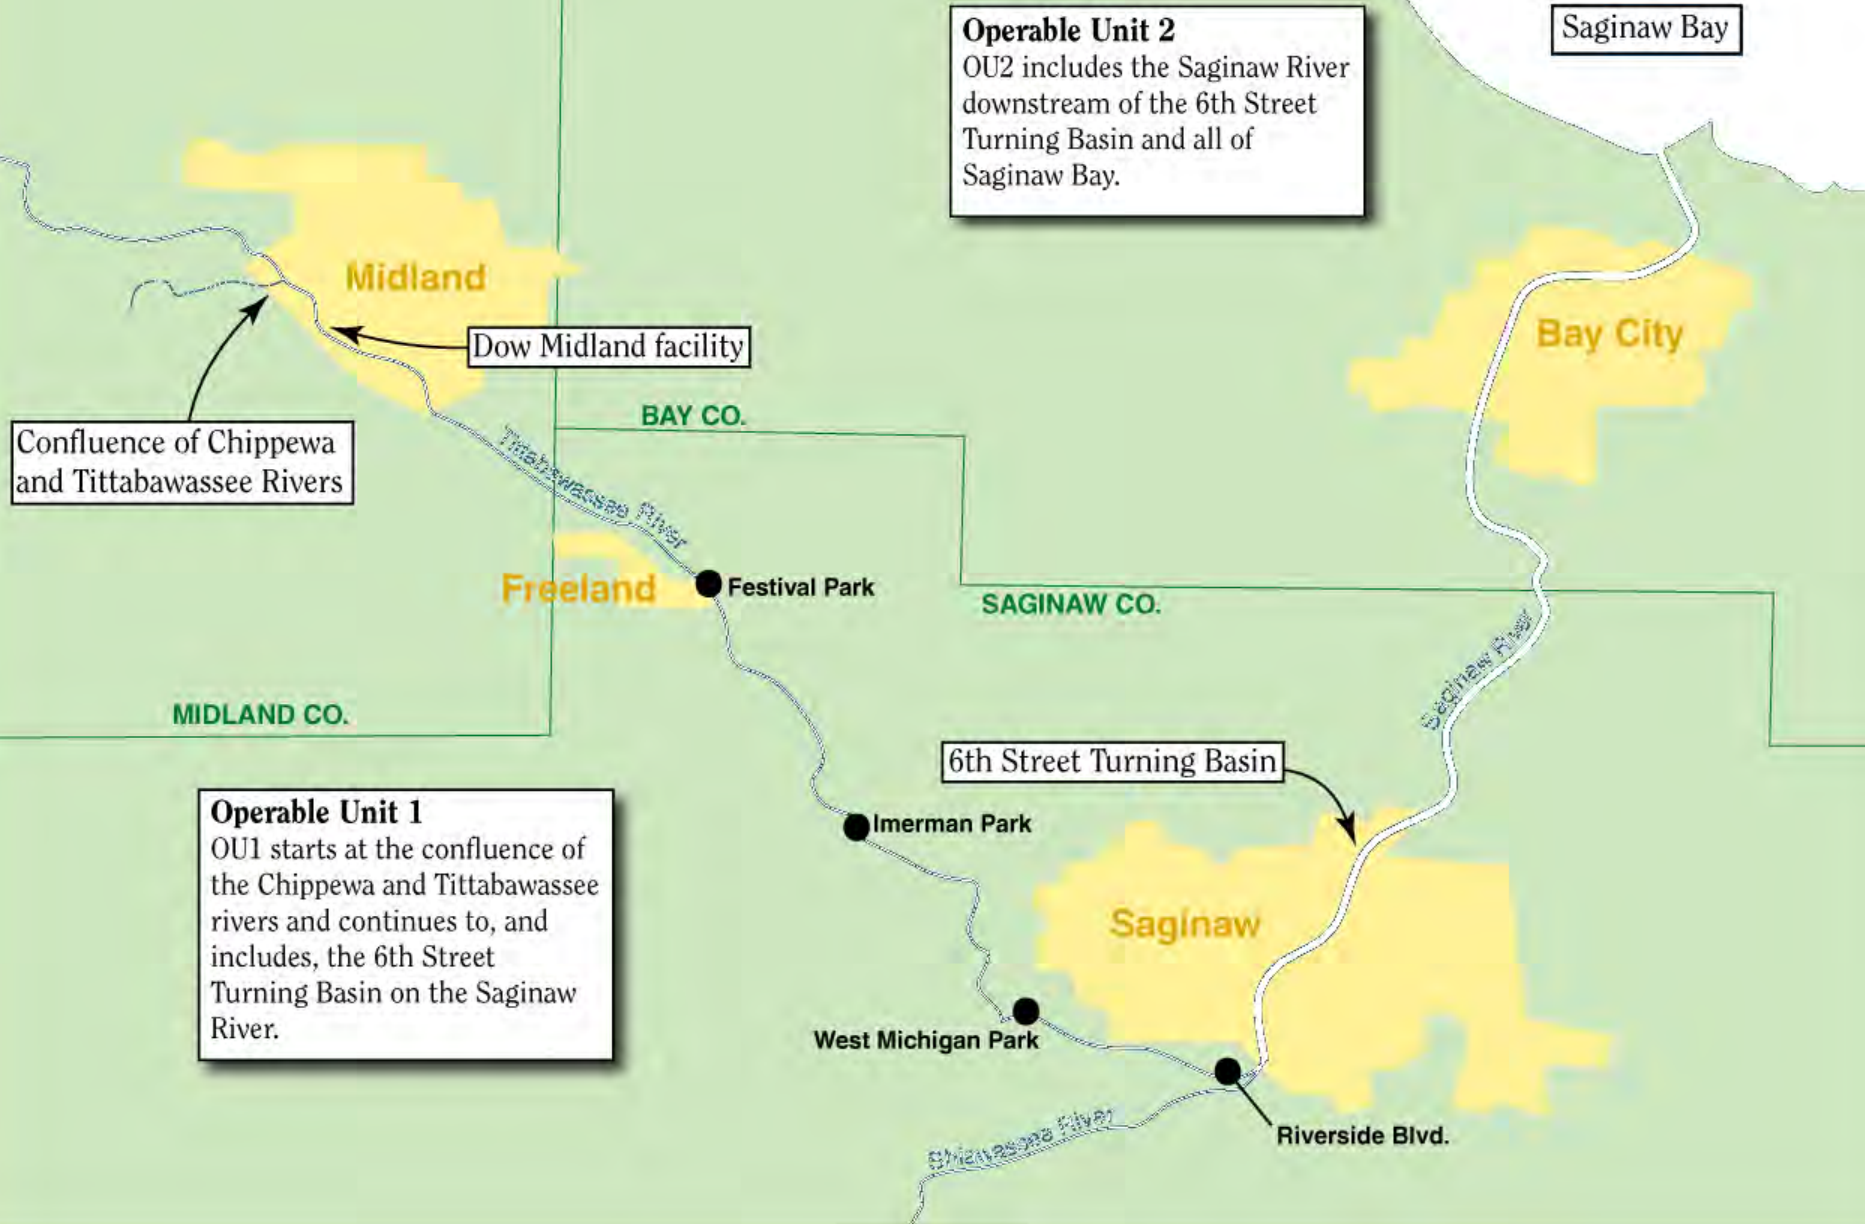 Operable Unit 2
OU2 includes the Saginaw River
downstream of the 6th Street
Turning Basin and all of
Saginaw Bay.
Saginaw Bay
Midland
Bay City
Dow Midland facility
Confluence of Chippewa
and Tittabawassee Rivers
BAY CO.
Tittabawassee River
Freeland
Festival Park
SAGINAW CO.
Saginaw River
MIDLAND CO.
6th Street Turning Basin
Operable Unit 1
OU1 starts at the confluence of
the Chippewa and Tittabawassee
rivers and continues to, and
includes, the 6th Street
Turning Basin on the Saginaw
River.
Imerman Park
Saginaw
West Michigan Park
Shiawassee River
Riverside Blvd.